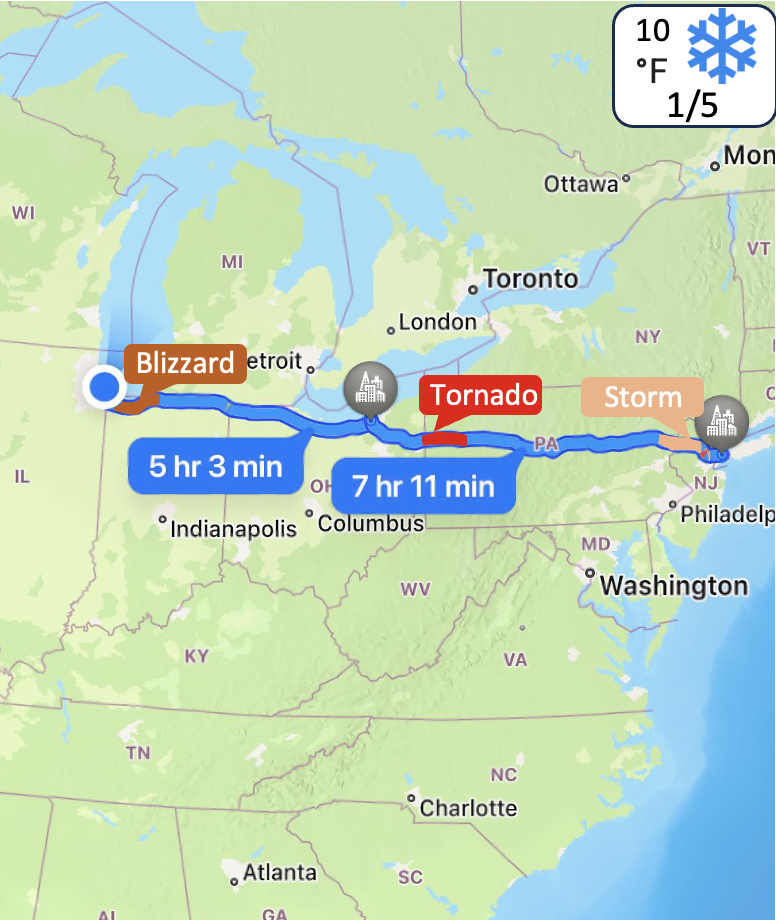 10
°F
1/5
Mon
Ottawa
WI
VT
MI
Toronto
London
NY
Blizzard
etroit
Tornado
Storm
C
PA
5 hr 3 min
7 hr 11 min
IL
OH
NJ
Indianapolis
Columbus
Philadelp
MD
Washington
WV
KY
VA
TN
NC
Charlotte
Atlanta
SC
AL
GA